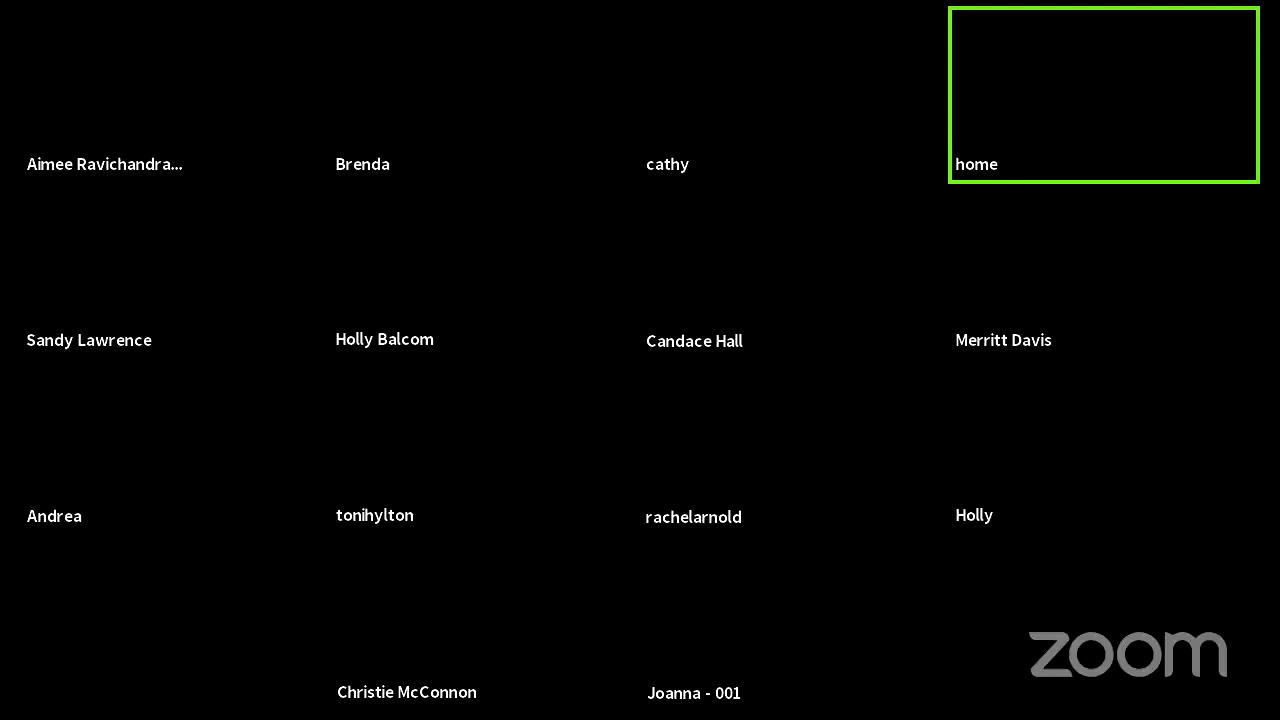 Aimee Ravichandra...
Brenda
cathy
home
Sandy Lawrence
Holly Balcom
Candace Hall
Merritt Davis
Andrea
tonihylton
rachelarnold
Holly
zoom
Christie McConnon
Joanna - 001